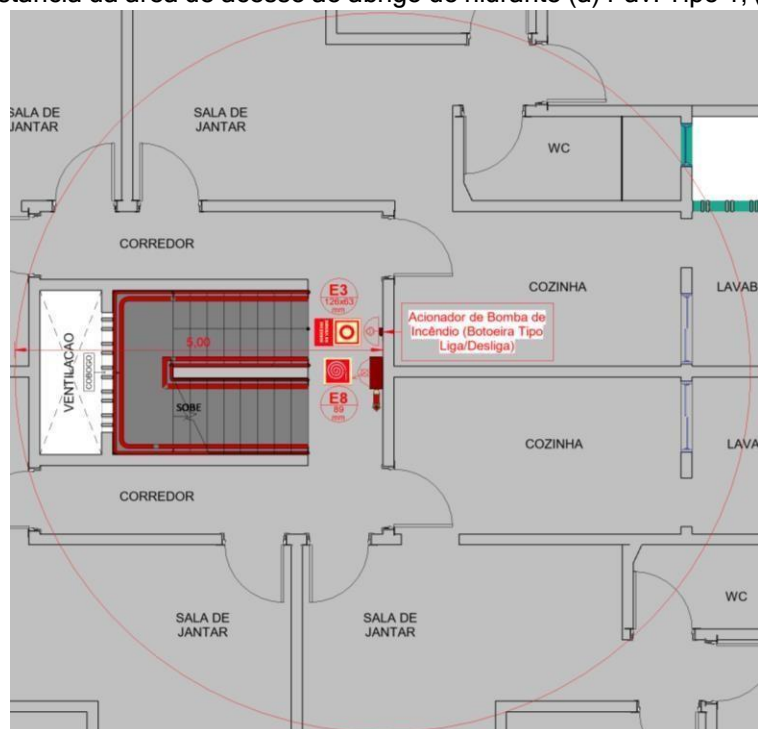 stância da área de acesso ao abrigo do hidrante (a) Pav. Tipo 1, (
SALA DE
JANTAR
SALA DE
JANTAR
WC
CORREDOR
COZINHA
LAVAB
E3
126x63
mm
Acionador de Bomba de
Incêndio (Botoeira Tipo
Liga/Desliga)
5,00
VENTILAÇÃO
COBOGÓ
SOBE
E8
89
mm
COZINHA
LAVA
CORREDOR
SALA DE
JANTAR
SALA DE
JANTAR
WC